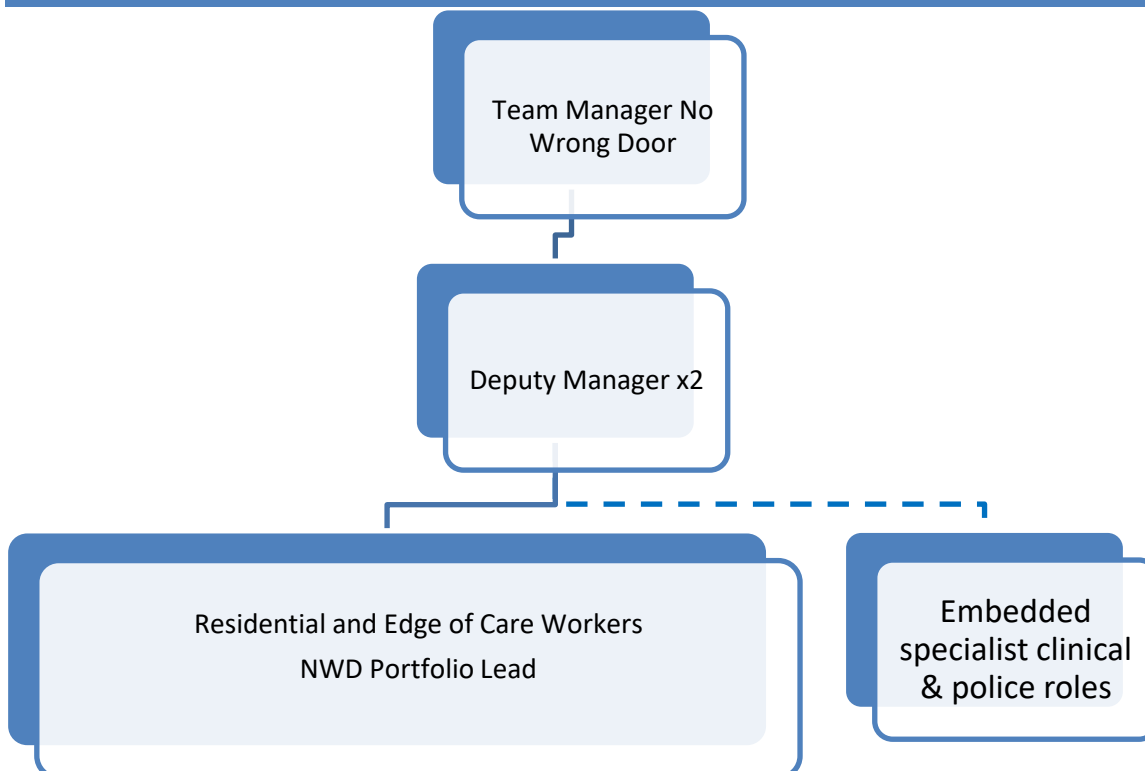 Team Manager No
Wrong Door
Deputy Manager x2
Residential and Edge of Care Workers
NWD Portfolio Lead
Embedded
specialist clinical
& police roles